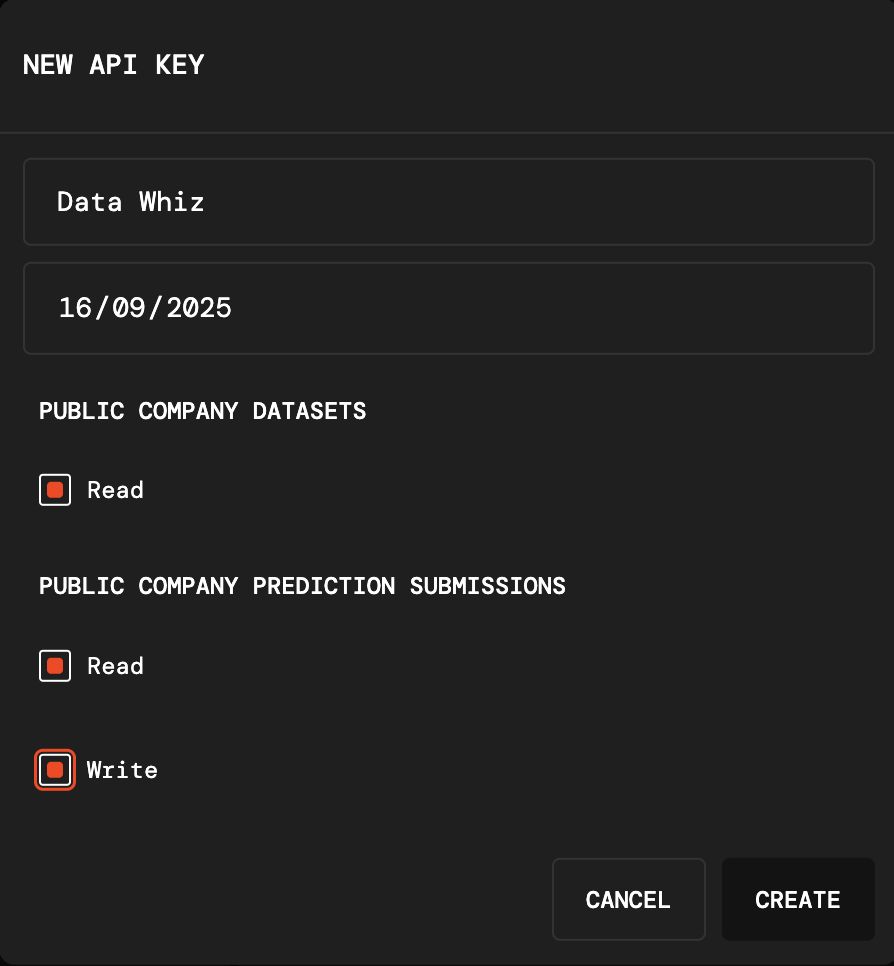 NEW API KEY
Data Whiz
16/09/2025
PUBLIC COMPANY DATASETS
Read
PUBLIC COMPANY PREDICTION SUBMISSIONS
Read
Write
CANCEL CREATE